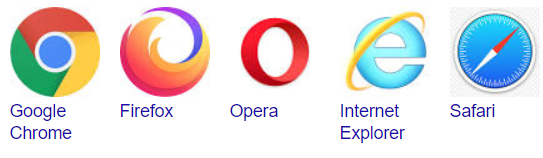 Google Chrome
Firefox
Opera
Internet Explorer
Safari